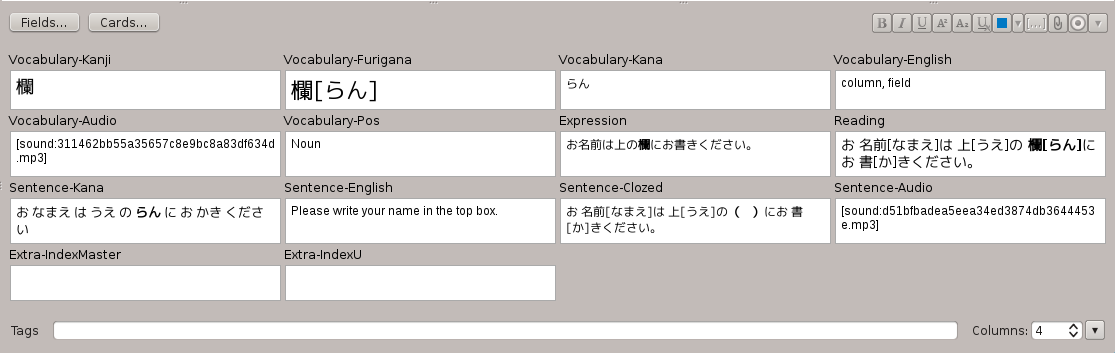 Fields...
Cards...
B I U A² A₂ U [...]
Vocabulary-Kanji
欄
Vocabulary-Furigana
欄[らん]
Vocabulary-Kana
らん
Vocabulary-English
column, field
Vocabulary-Audio
[sound:311462bb55a35657c8e9bc8a83df634d
.mp3]
Vocabulary-Pos
Noun
Expression
お名前は上の欄にお書きください。
Reading
お 名前[なまえ]は 上[うえ]の 欄[らん]に
お 書[か]きください。
Sentence-Kana
お なまえ は うえ の らん に お かき くださ
い
Sentence-English
Please write your name in the top box.
Sentence-Clozed
お 名前[なまえ]は 上[うえ]の（　）にお 書
[か]きください。
Sentence-Audio
[sound:d51bfbadea5eea34ed3874db3644453
e.mp3]
Extra-IndexMaster
Extra-IndexU
Tags
Columns: 4